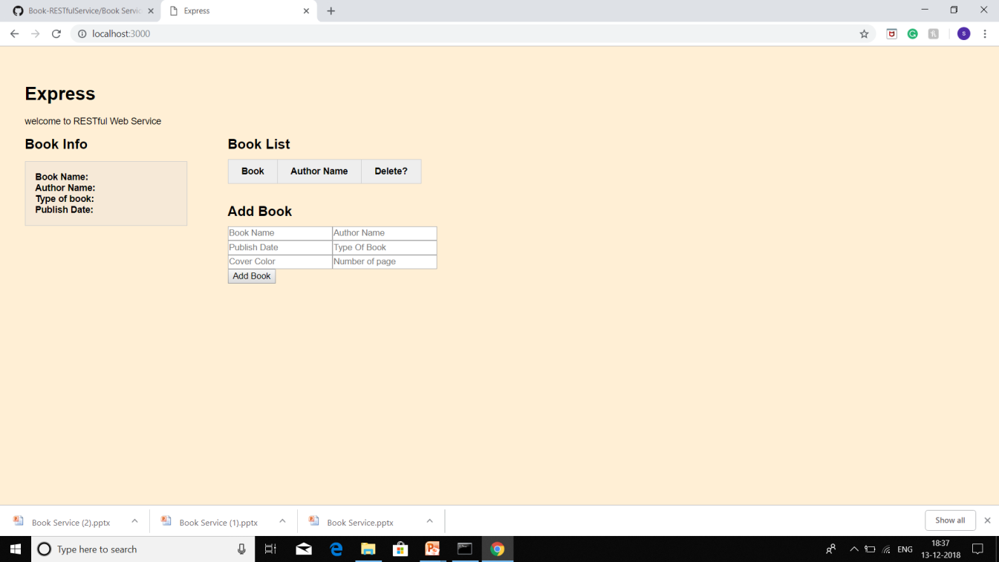 Book-RESTfulService/Book Servic
Express
localhost:3000
S
Express
welcome to RESTful Web Service
Book Info
Book Name:
Author Name:
Type of book:
Publish Date:
Book List
Book Author Name Delete?
Add Book
Book Name Author Name
Publish Date Type Of Book
Cover Color Number of page
Add Book
Book Service (2).pptx
Book Service (1).pptx
Book Service.pptx
Show all
Type here to search
ENG
18:37
13-12-2018